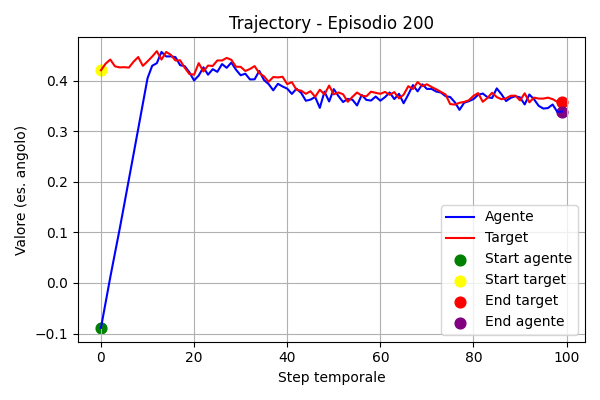 Trajectory - Episodio 200
Valore (es. angolo)
0.4
0.3
0.2
0.1
0.0
−0.1
0
20
40
60
80
100
Step temporale
Agente
Target
Start agente
Start target
End target
End agente